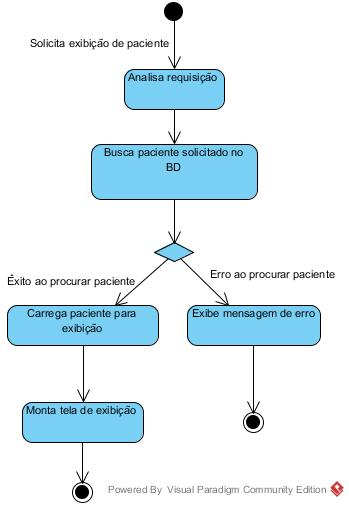 Solicita exibição de paciente
Analisa requisição
Busca paciente solicitado no
BD
Êxito ao procurar paciente
Erro ao procurar paciente
Carrega paciente para
exibição
Exibe mensagem de erro
Monta tela de exibição
Powered By Visual Paradigm Community Edition